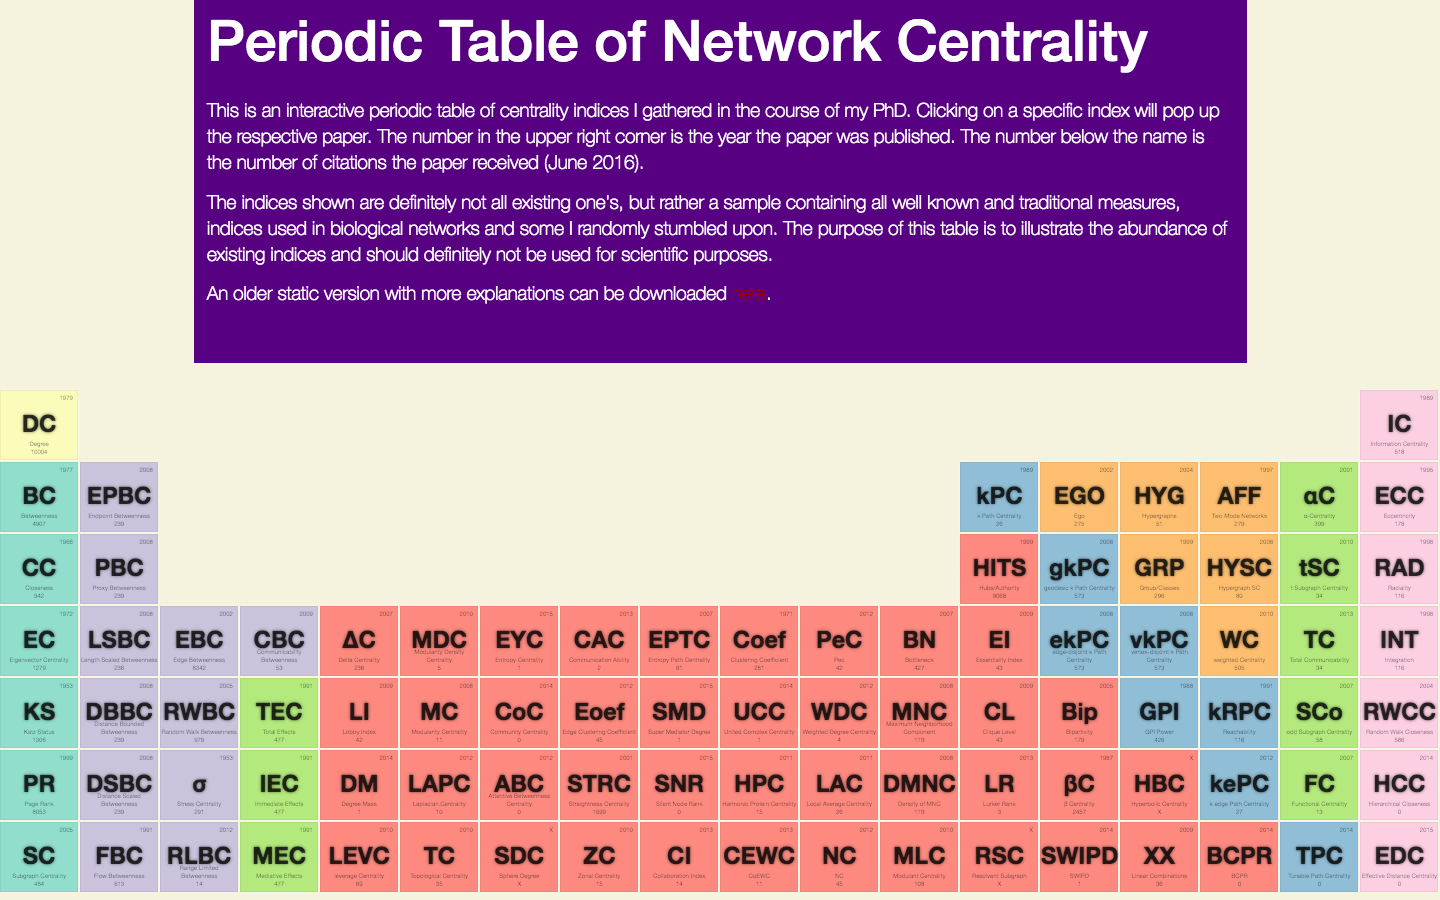 Periodic Table of Network Centrality
This is an interactive periodic table of centrality indices I gathered in the course of my PhD. Clicking on a specific index will pop up
the respective paper. The number in the upper right corner is the year the paper was published. The number below the name is
the number of citations the paper received (June 2016).
The indices shown are definitely not all existing one's, but rather a sample containing all well known and traditional measures,
indices used in biological networks and some I randomly stumbled upon. The purpose of this table is to illustrate the abundance of
existing indices and should definitely not be used for scientific purposes.
An older static version with more explanations can be downloaded here.
1979 1989
DC IC
Degree Information Centrality
10004 518
1977 2008 1989 2002 2004 1997 2001 1995
BC EPBC kPC EGO HYG AFF αC ECC
Betweenness Endpoint Betweenness k Path Centrality Ego Hypergraphs Two Mode Networks α-Centrality Eccentricity
4907 239 26 275 51 279 399 178
1966 2008 1999 2006 1999 2006 2010 1998
CC PBC HITS gkPC GRP HYSC tSC RAD
Closeness Proxy Betweenness Hubs/Authority geodesic k Path Centrality Group/Classes Hypergraph SC t Subgraph Centrality Radiality
942 239 9068 573 296 80 34 116
1972 2008 2002 2009 2007 2010 2015 2013 2007 1971 2012 2007 2009 2006 2006 2010 2013 1998
EC LSBC EBC CBC ΔC MDC EYC CAC EPTC Coef PeC BN EI ekPC vkPC WC TC INT
Eigenvector Centrality Length Scaled Betweenness Edge Betweenness Communicability Betweenness Delta Centrality Modularity Density Centrality Entropy Centrality Communication Ability Entropy Path Centrality Clustering Coefficient Pec Bottleneck Essentiality Index edge-disjoint k Path Centrality vertex-disjoint k Path Centrality weighted Centrality Total Communicability Integration
1279 239 8342 53 236 5 1 2 61 281 42 427 43 573 573 505 34 116
1953 2008 2005 1991 2009 2008 2014 2012 2015 2014 2012 2008 2009 2005 1988 1991 2007 2004
KS DBBC RWBC TEC LI MC CoC Eoef SMD UCC WDC MNC CL Bip GPI kRPC SCo RWCC
Katz Status Distance Bounded Betweenness Random Walk Betweenness Total Effects Lobby Index Modularity Centrality Community Centrality Edge Clustering Coefficient Super Mediator Degree United Complex Centrality Weighted Degree Centrality Maximum Neighborhood Component Clique Level Bipartivity GPI Power Reachability odd Subgraph Centrality Random Walk Closeness
1306 239 979 477 42 11 0 45 1 1 4 119 43 179 426 116 58 586
1999 2008 1953 1991 2014 2012 2012 2001 2015 2011 2011 2008 2013 1987 X 2012 2007 2014
PR DSBC σ IEC DM LAPC ABC STRC SNR HPC LAC DMNC LR βC HBC kePC FC HCC
Page Rank Distance Scaled Betweenness Stress Centrality Immediate Effects Degree Mass Laplacian Centrality Attentive Betweenness Centrality Straightness Centrality Silent Node Rank Harmonic Protein Centrality Local Average Centrality Density of MNC Lurker Rank β Centrality Hyperbolic Centrality k edge Path Centrality Functional Centrality Hierarchical Closeness
8053 239 291 477 1 10 0 1699 0 15 26 119 3 2457 X 27 13 0
2005 1991 2012 1991 2010 2010 X 2010 2010 2011 2011 2010 X 2014 2009 2014 2014 2015
SC FBC RLBC MEC LEVC TC SDC ZC CI CEWC NC MLC RSC SWIPD XX BCPR TPC EDC
Subgraph Centrality Flow Betweenness Range Limited Betweenness Mediative Effects leverage Centrality Topological Centrality Sphere Degree Zonal Centrality Collaboration Index CoEWC NC Modulant Centrality Resolvent Subgraph SWIPD Linear Combinations BCPR Tunable Path Centrality Effective Distance Centrality
484 613 14 477 69 35 X 15 14 11 45 108 X 1 36 0 0 0